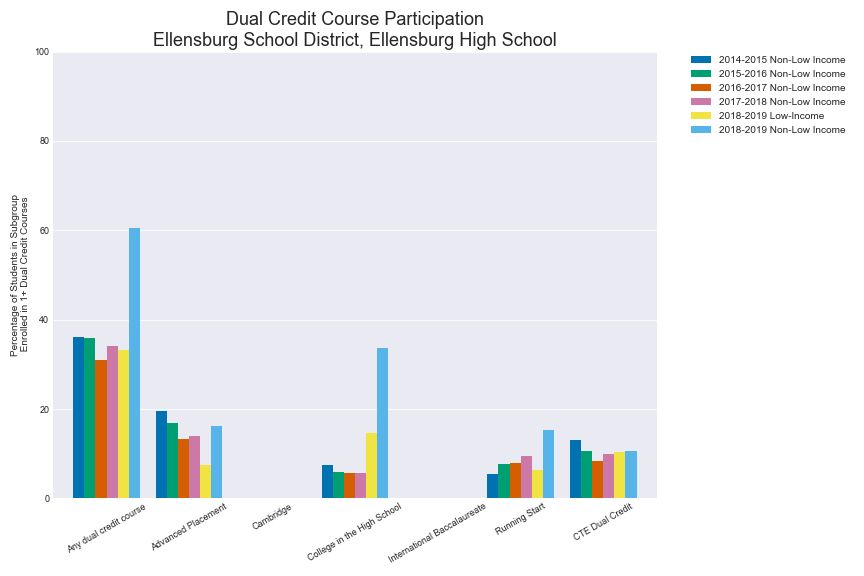 Dual Credit Course Participation
Ellensburg School District, Ellensburg High School
2014-2015 Non-Low Income
2015-2016 Non-Low Income
2016-2017 Non-Low Income
2017-2018 Non-Low Income
2018-2019 Low-Income
2018-2019 Non-Low Income
Percentage of Students in Subgroup
Enrolled in 1+ Dual Credit Courses
100
80
60
40
20
0
Any dual credit course
Advanced Placement
Cambridge
College in the High School
International Baccalaureate
Running Start
CTE Dual Credit